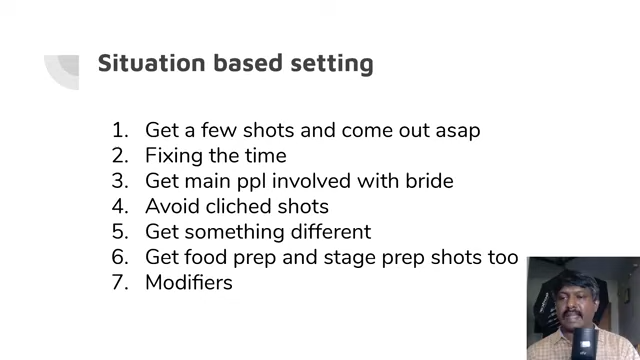 Situation based setting
1. Get a few shots and come out asap
2. Fixing the time
3. Get main ppl involved with bride
4. Avoid cliched shots
5. Get something different
6. Get food prep and stage prep shots too
7. Modifiers